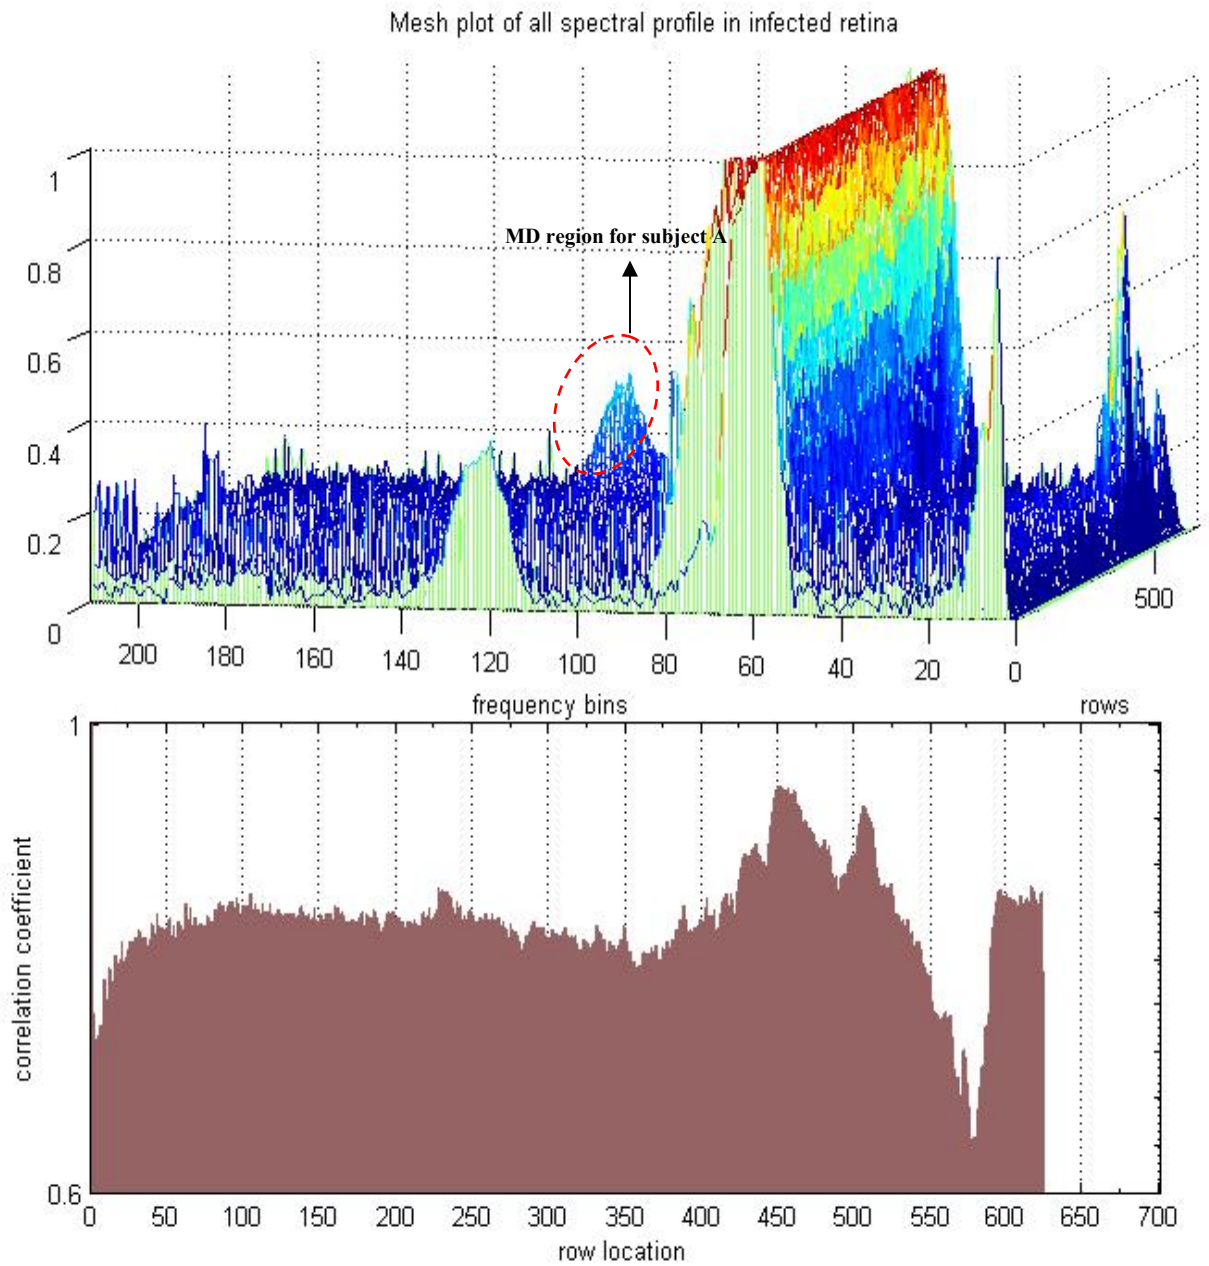 Mesh plot of all spectral profile in infected retina
1
0.8
MD region for subject A
0.6
0.4
0.2
0
500
200 180 160 140 120 100 80 60 40 20 0
frequency bins rows
1
correlation coefficient
0.6
0 50 100 150 200 250 300 350 400 450 500 550 600 650 700
row location